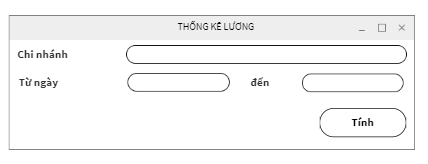 THỐNG KÊ LƯƠNG
Chi nhánh
Từ ngày đến
Tính